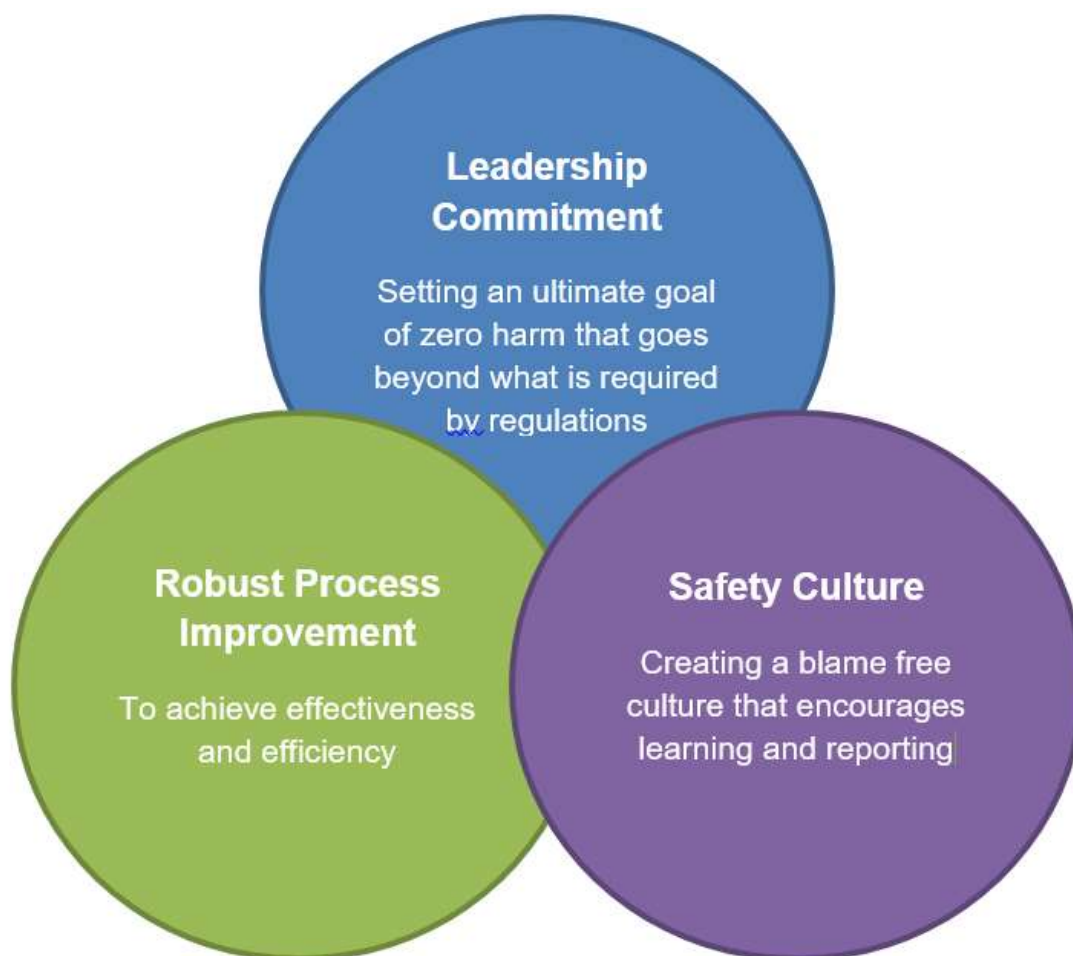 Leadership
Commitment
Setting an ultimate goal
of zero harm that goes
beyond what is required
by regulations
Robust Process
Improvement
To achieve effectiveness
and efficiency
Safety Culture
Creating a blame free
culture that encourages
learning and reporting